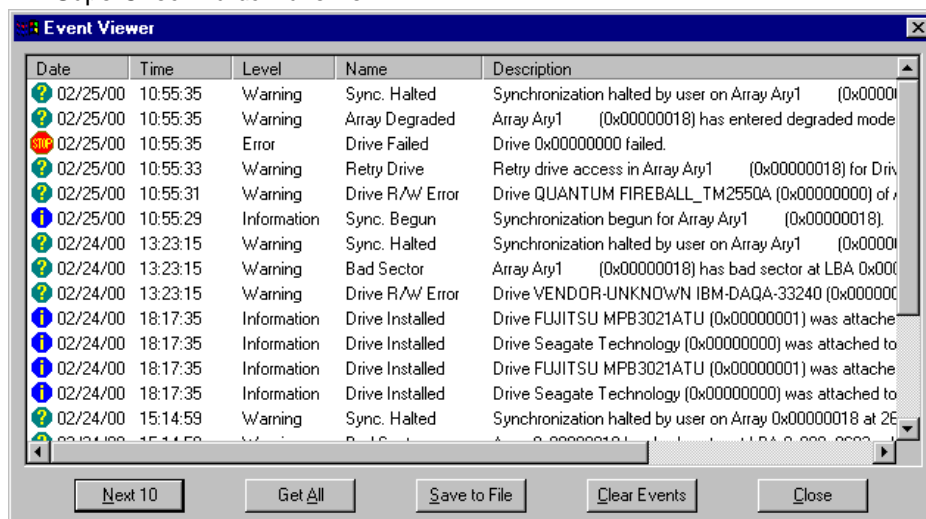 Event Viewer
Date Time Level Name Description
02/25/00 10:55:35 Warning Sync. Halted Synchronization halted by user on Array Ary1 (0x0000
02/25/00 10:55:35 Warning Array Degraded Array Ary1 (0x00000018) has entered degraded mode
STOP 02/25/00 10:55:35 Error Drive Failed Drive 0x00000000 failed.
02/25/00 10:55:33 Warning Retry Drive Retry drive access in Array Ary1 (0x00000018) for Driv
02/25/00 10:55:31 Warning Drive R/W Error Drive QUANTUM FIREBALL_TM2550A (0x00000000) of
02/25/00 10:55:29 Information Sync. Begun Synchronization begun for Array Ary1 (0x00000018).
02/24/00 13:23:15 Warning Sync. Halted Synchronization halted by user on Array Ary1 (0x0000
02/24/00 13:23:15 Warning Bad Sector Array Ary1 (0x00000018) has bad sector at LBA 0x000
02/24/00 13:23:15 Warning Drive R/W Error Drive VENDOR-UNKNOWN IBM-DAQA-33240 (0x000000
02/24/00 18:17:35 Information Drive Installed Drive FUJITSU MPB3021ATU (0x00000001) was attache
02/24/00 18:17:35 Information Drive Installed Drive Seagate Technology (0x00000000) was attached to
02/24/00 18:17:35 Information Drive Installed Drive FUJITSU MPB3021ATU (0x00000001) was attache
02/24/00 18:17:35 Information Drive Installed Drive Seagate Technology (0x00000000) was attached to
02/24/00 15:14:59 Warning Sync. Halted Synchronization halted by user on Array 0x00000018 at 2E
Next 10 Get All Save to File Clear Events Close